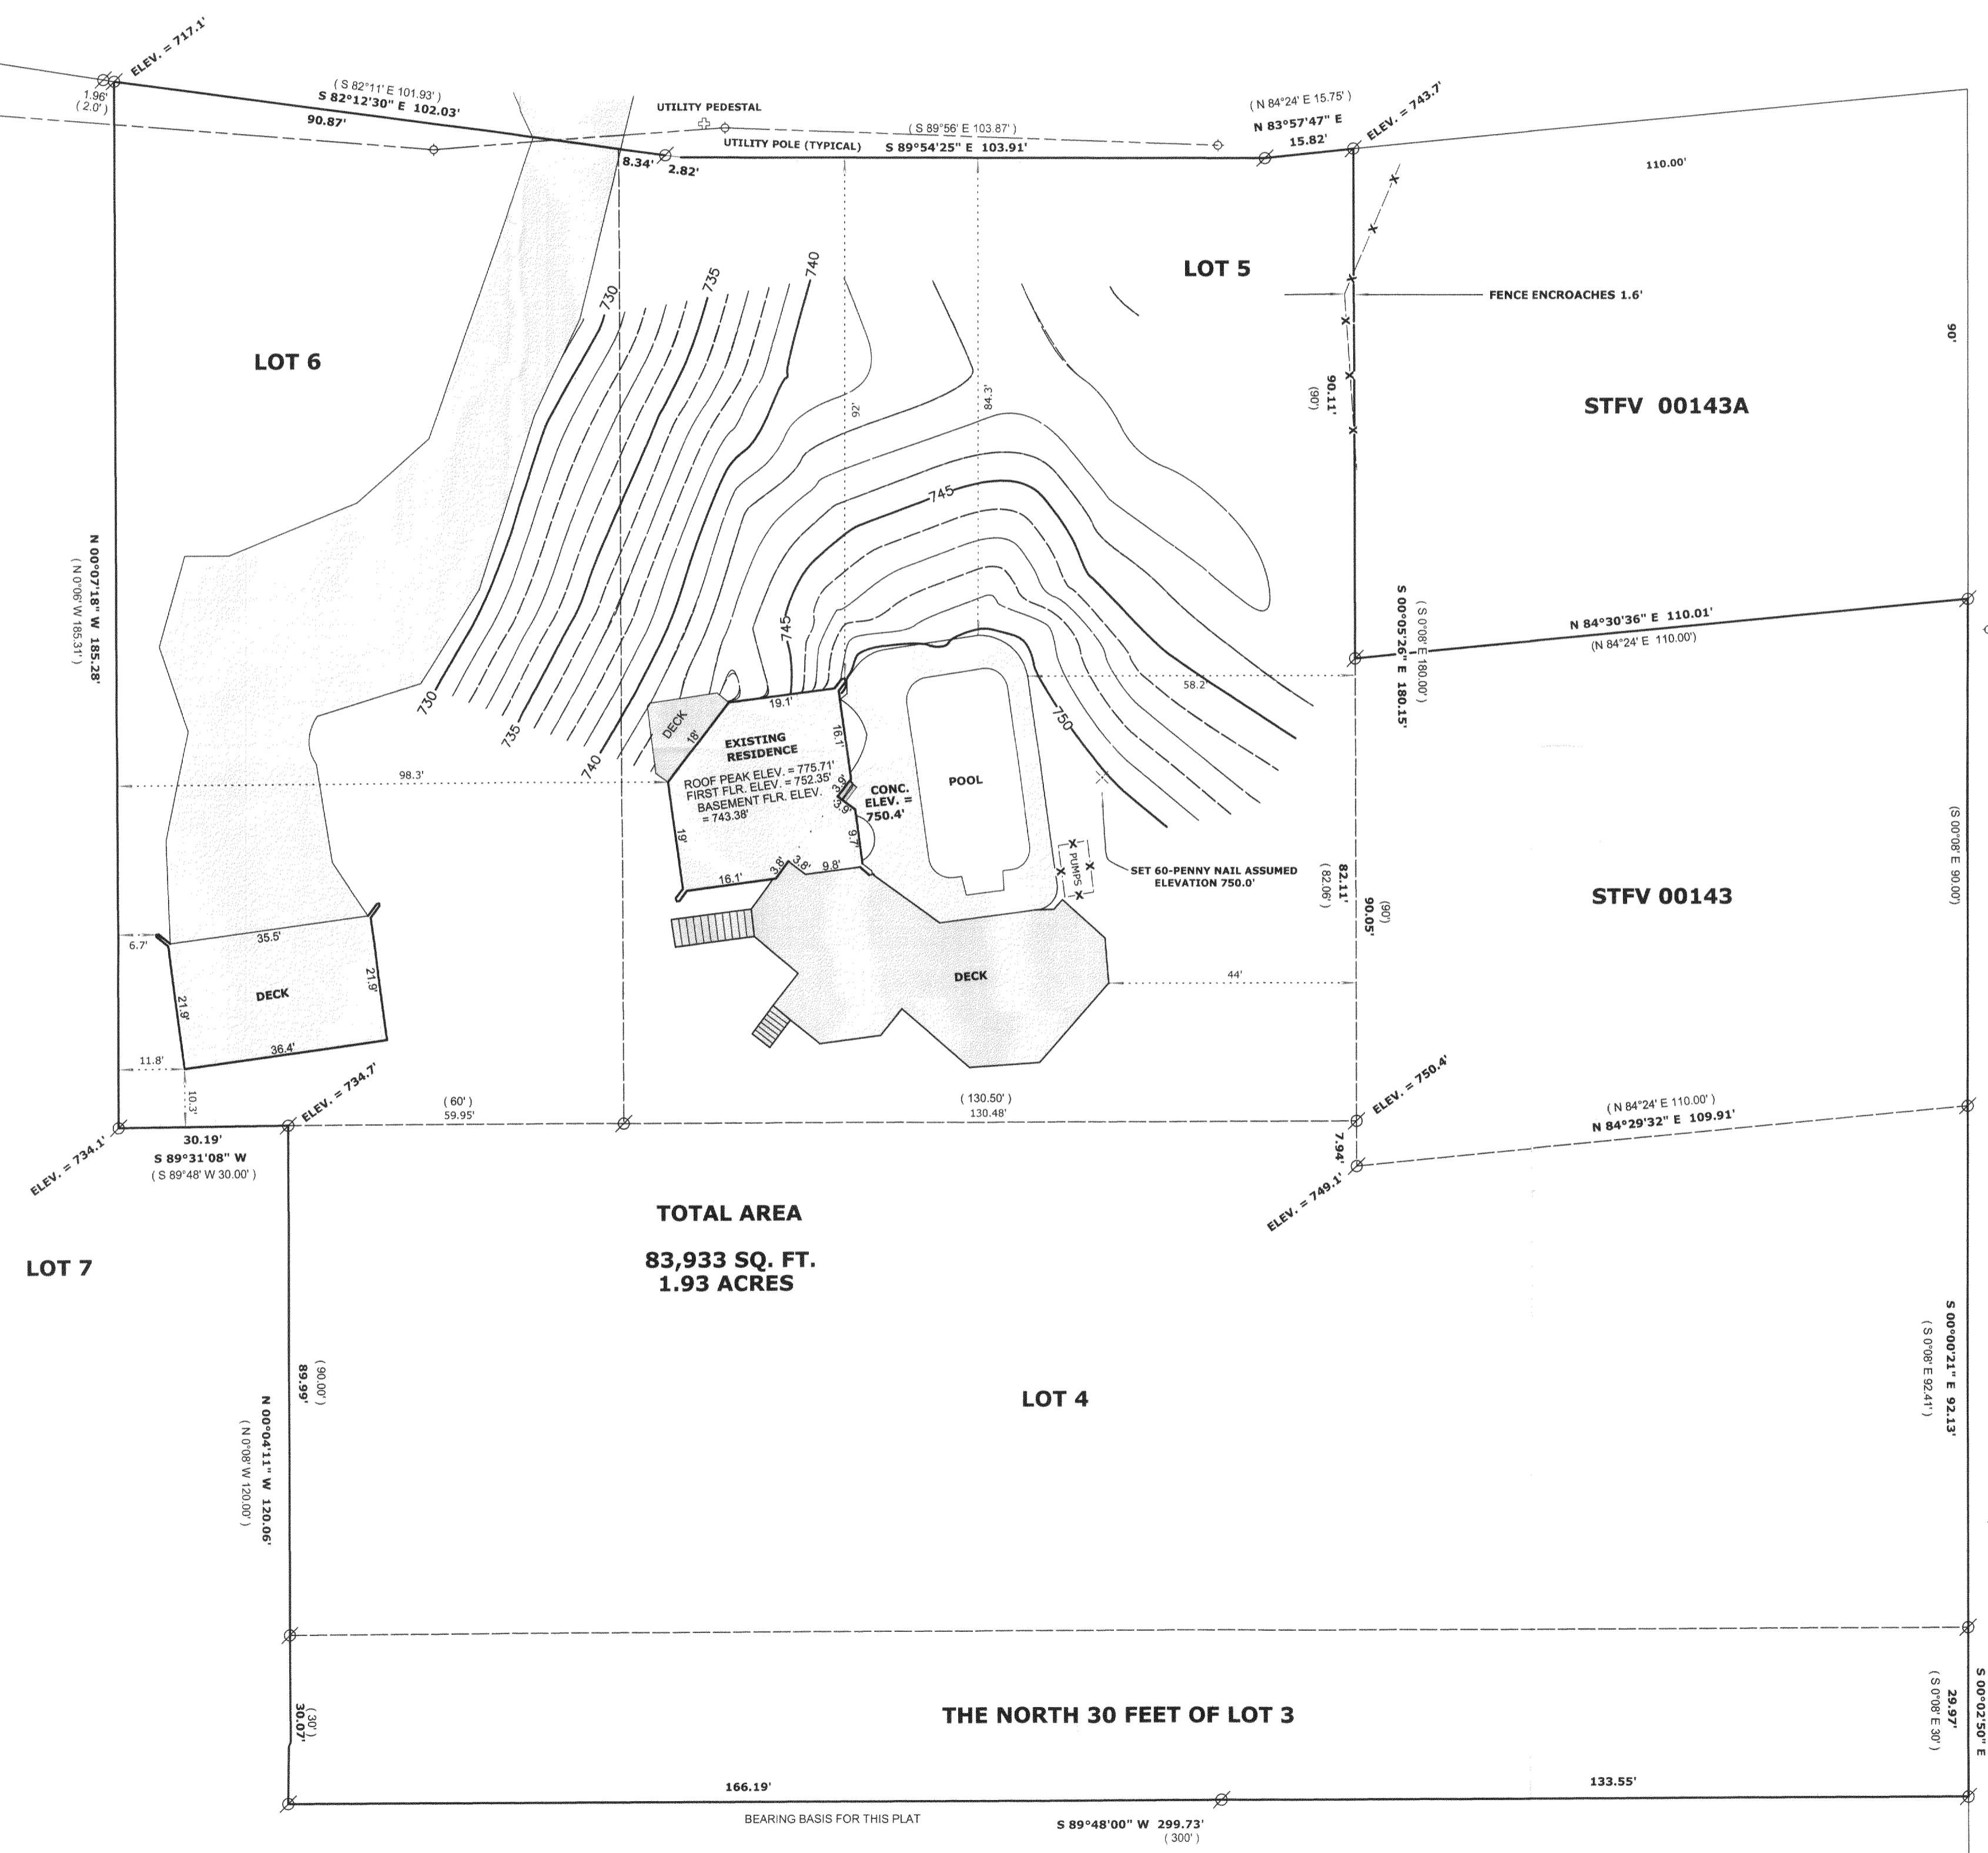 ELEV. = 717.1'
1.96'
( 2.0' )
( S 82°11' E 101.93' )
S 82°12'30" E 102.03'
90.87'
UTILITY PEDESTAL
UTILITY POLE (TYPICAL)
8.34'
2.82'
( S 89°56' E 103.87' )
S 89°54'25" E 103.91'
( N 84°24' E 15.75' )
N 83°57'47" E
15.82'
ELEV. = 743.7'
110.00'
LOT 5
FENCE ENCROACHES 1.6'
90'
LOT 6
730
735
740
92'
84.3'
90.11'
(90')
STFV 00143A
745
745
N 00°07'18" W 185.28'
( N 0°06' W 185.31' )
S 00°05'26" E 180.15'
( S 0°08' E 180.00' )
N 84°30'36" E 110.01'
(N 84°24' E 110.00')
58.2'
730
735
740
750
98.3'
DECK
18'
19.1'
16.1'
EXISTING
RESIDENCE
ROOF PEAK ELEV. = 775.71'
FIRST FLR. ELEV. = 752.35'
BASEMENT FLR. ELEV.
= 743.38'
19'
16.1'
3.8'
3.8'
9.8'
9.7'
CONC.
ELEV. =
750.4'
POOL
PUMPS
SET 60-PENNY NAIL ASSUMED
ELEVATION 750.0'
82.11'
(82.06')
90.05'
(90')
STFV 00143
(S 00°08' E 90.00')
6.7'
35.5'
21.9'
21.9'
DECK
36.4'
11.8'
10.3'
DECK
44'
ELEV. = 734.7'
( 60' )
59.95'
( 130.50' )
130.48'
ELEV. = 750.4'
7.94'
ELEV. = 749.1'
( N 84°24' E 110.00' )
N 84°29'32" E 109.91'
ELEV. = 734.1'
30.19'
S 89°31'08" W
( S 89°48' W 30.00' )
TOTAL AREA
83,933 SQ. FT.
1.93 ACRES
LOT 7
89.99'
( 90.00' )
N 00°04'11" W 120.06'
( N 0°08' W 120.00' )
LOT 4
S 00°00'21" E 92.13'
( S 0°08' E 92.41' )
30.07'
( 30' )
THE NORTH 30 FEET OF LOT 3
S 00°02'50" E
29.97'
( S 0°08' E 30' )
166.19'
133.55'
BEARING BASIS FOR THIS PLAT
S 89°48'00" W 299.73'
( 300' )